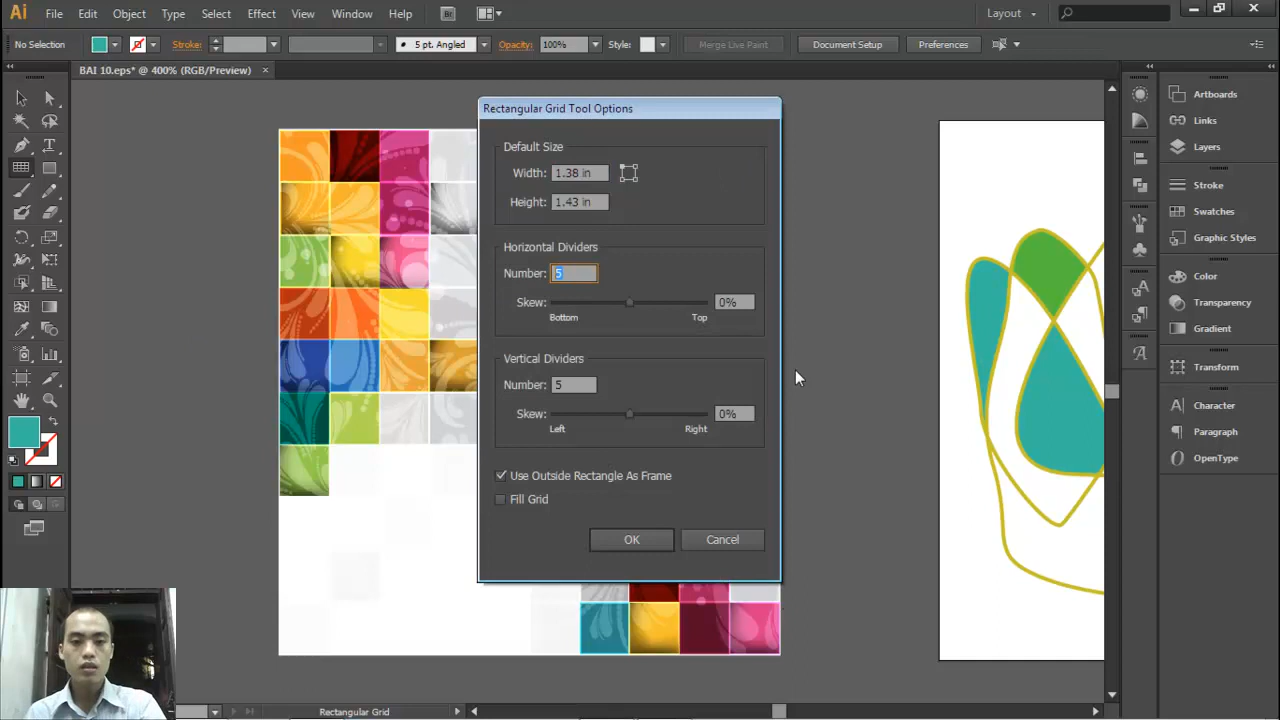 Ai File Edit Object Type Select Effect View Window Help Br Layout
No Selection Stroke: 5 pt. Angled Opacity: 100% Style: Merge Live Paint Document Setup Preferences
BAI 10.eps* @ 400% (RGB/Preview) ×
Rectangular Grid Tool Options
Default Size
Width: 1.38 in
Height: 1.43 in
Horizontal Dividers
Number: 5
Skew: 0%
Bottom Top
Vertical Dividers
Number: 5
Skew: 0%
Left Right
Use Outside Rectangle As Frame
Fill Grid
OK Cancel
Artboards
Links
Layers
Stroke
Swatches
Graphic Styles
Color
Transparency
Gradient
Transform
Character
Paragraph
OpenType
Rectangular Grid